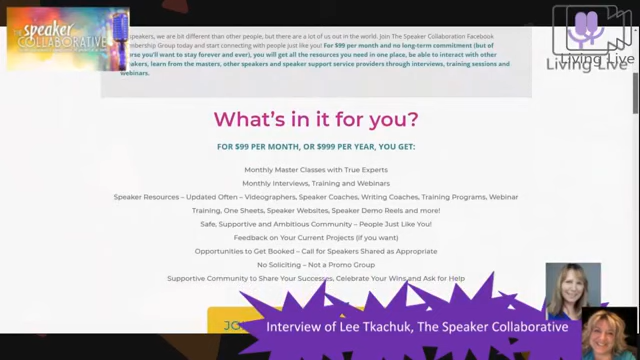 THE
speaker
COLLABORATIVE
speakers, we are bit different than other people, but there are a lot of us out in the world. Join The Speaker Collaboration Facebook
Membership Group today and start connecting with people just like you! For $99 per month and no long-term commitment (but of
course you'll want to stay forever and ever), you will get all the resources you need in one place, be able to interact with other
speakers, learn from the masters, other speakers and speaker support service providers through interviews, training sessions and
webinars.
Living Live
What's in it for you?
FOR $99 PER MONTH, OR $999 PER YEAR, YOU GET:
Monthly Master Classes with True Experts
Monthly Interviews, Training and Webinars
Speaker Resources – Updated Often – Videographers, Speaker Coaches, Writing Coaches, Training Programs, Webinar
Training, One Sheets, Speaker Websites, Speaker Demo Reels and more!
Safe, Supportive and Ambitious Community – People Just Like You!
Feedback on Your Current Projects (if you want)
Opportunities to Get Booked – Call for Speakers Shared as Appropriate
No Soliciting – Not a Promo Group
Supportive Community to Share Your Successes, Celebrate Your Wins and Ask for Help
Interview of Lee Tkachuk, The Speaker Collaborative